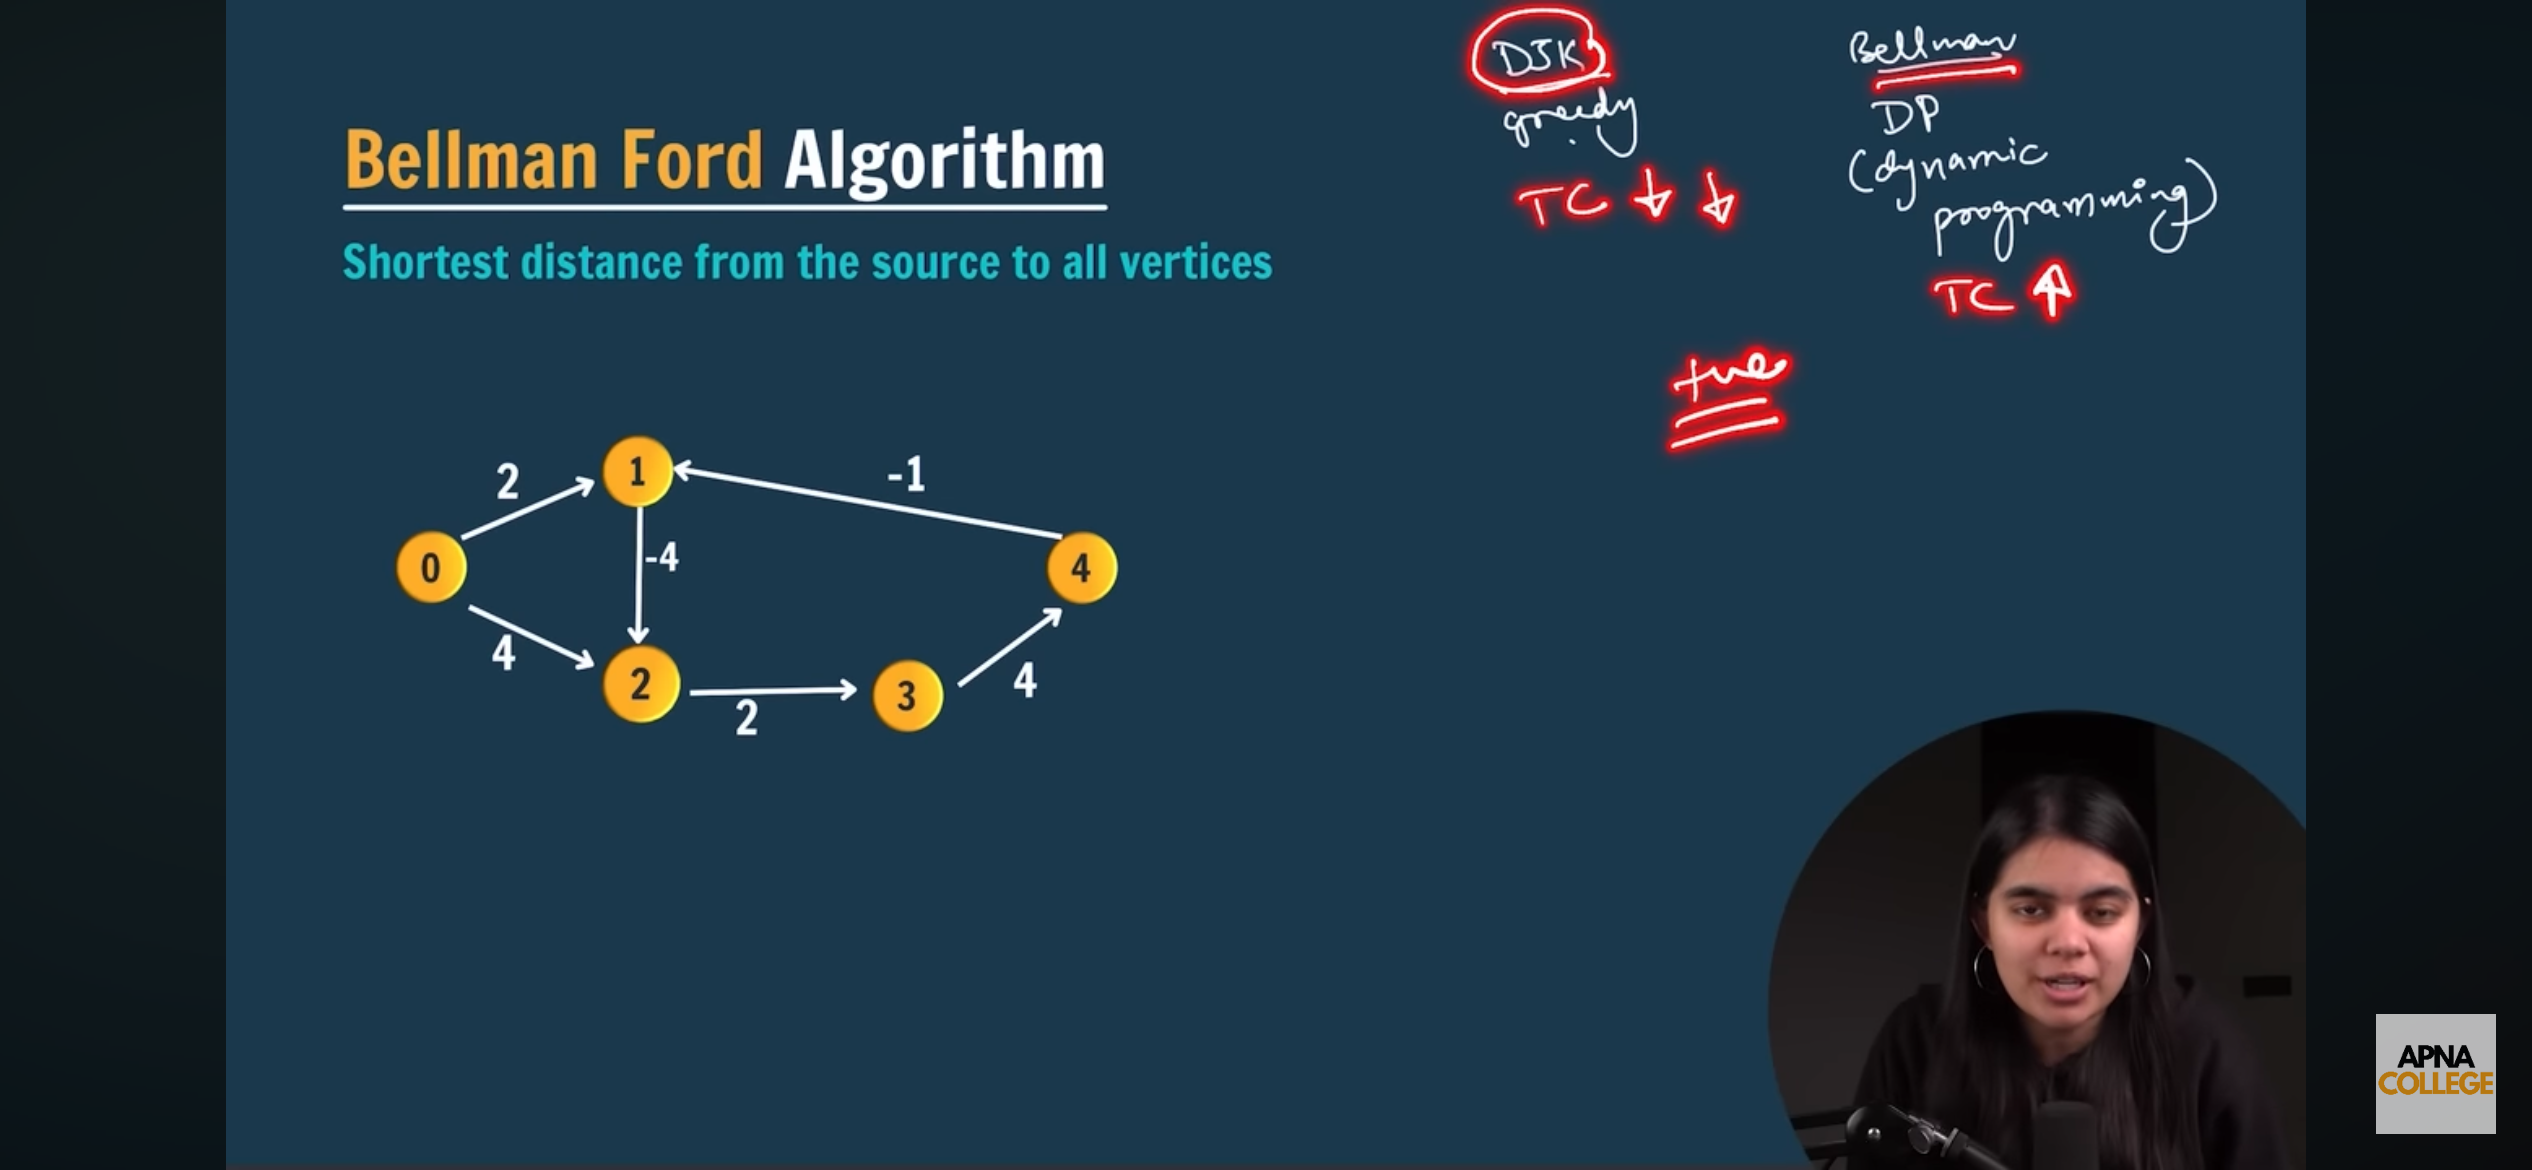 Bellman Ford Algorithm
Shortest distance from the source to all vertices
DJK
greedy
TC ↓ ↓
Bellman
DP
(dynamic
programming)
TC ↑
+ve
2
1
-1
0
-4
4
4
2
2
3
4
APNA
COLLEGE